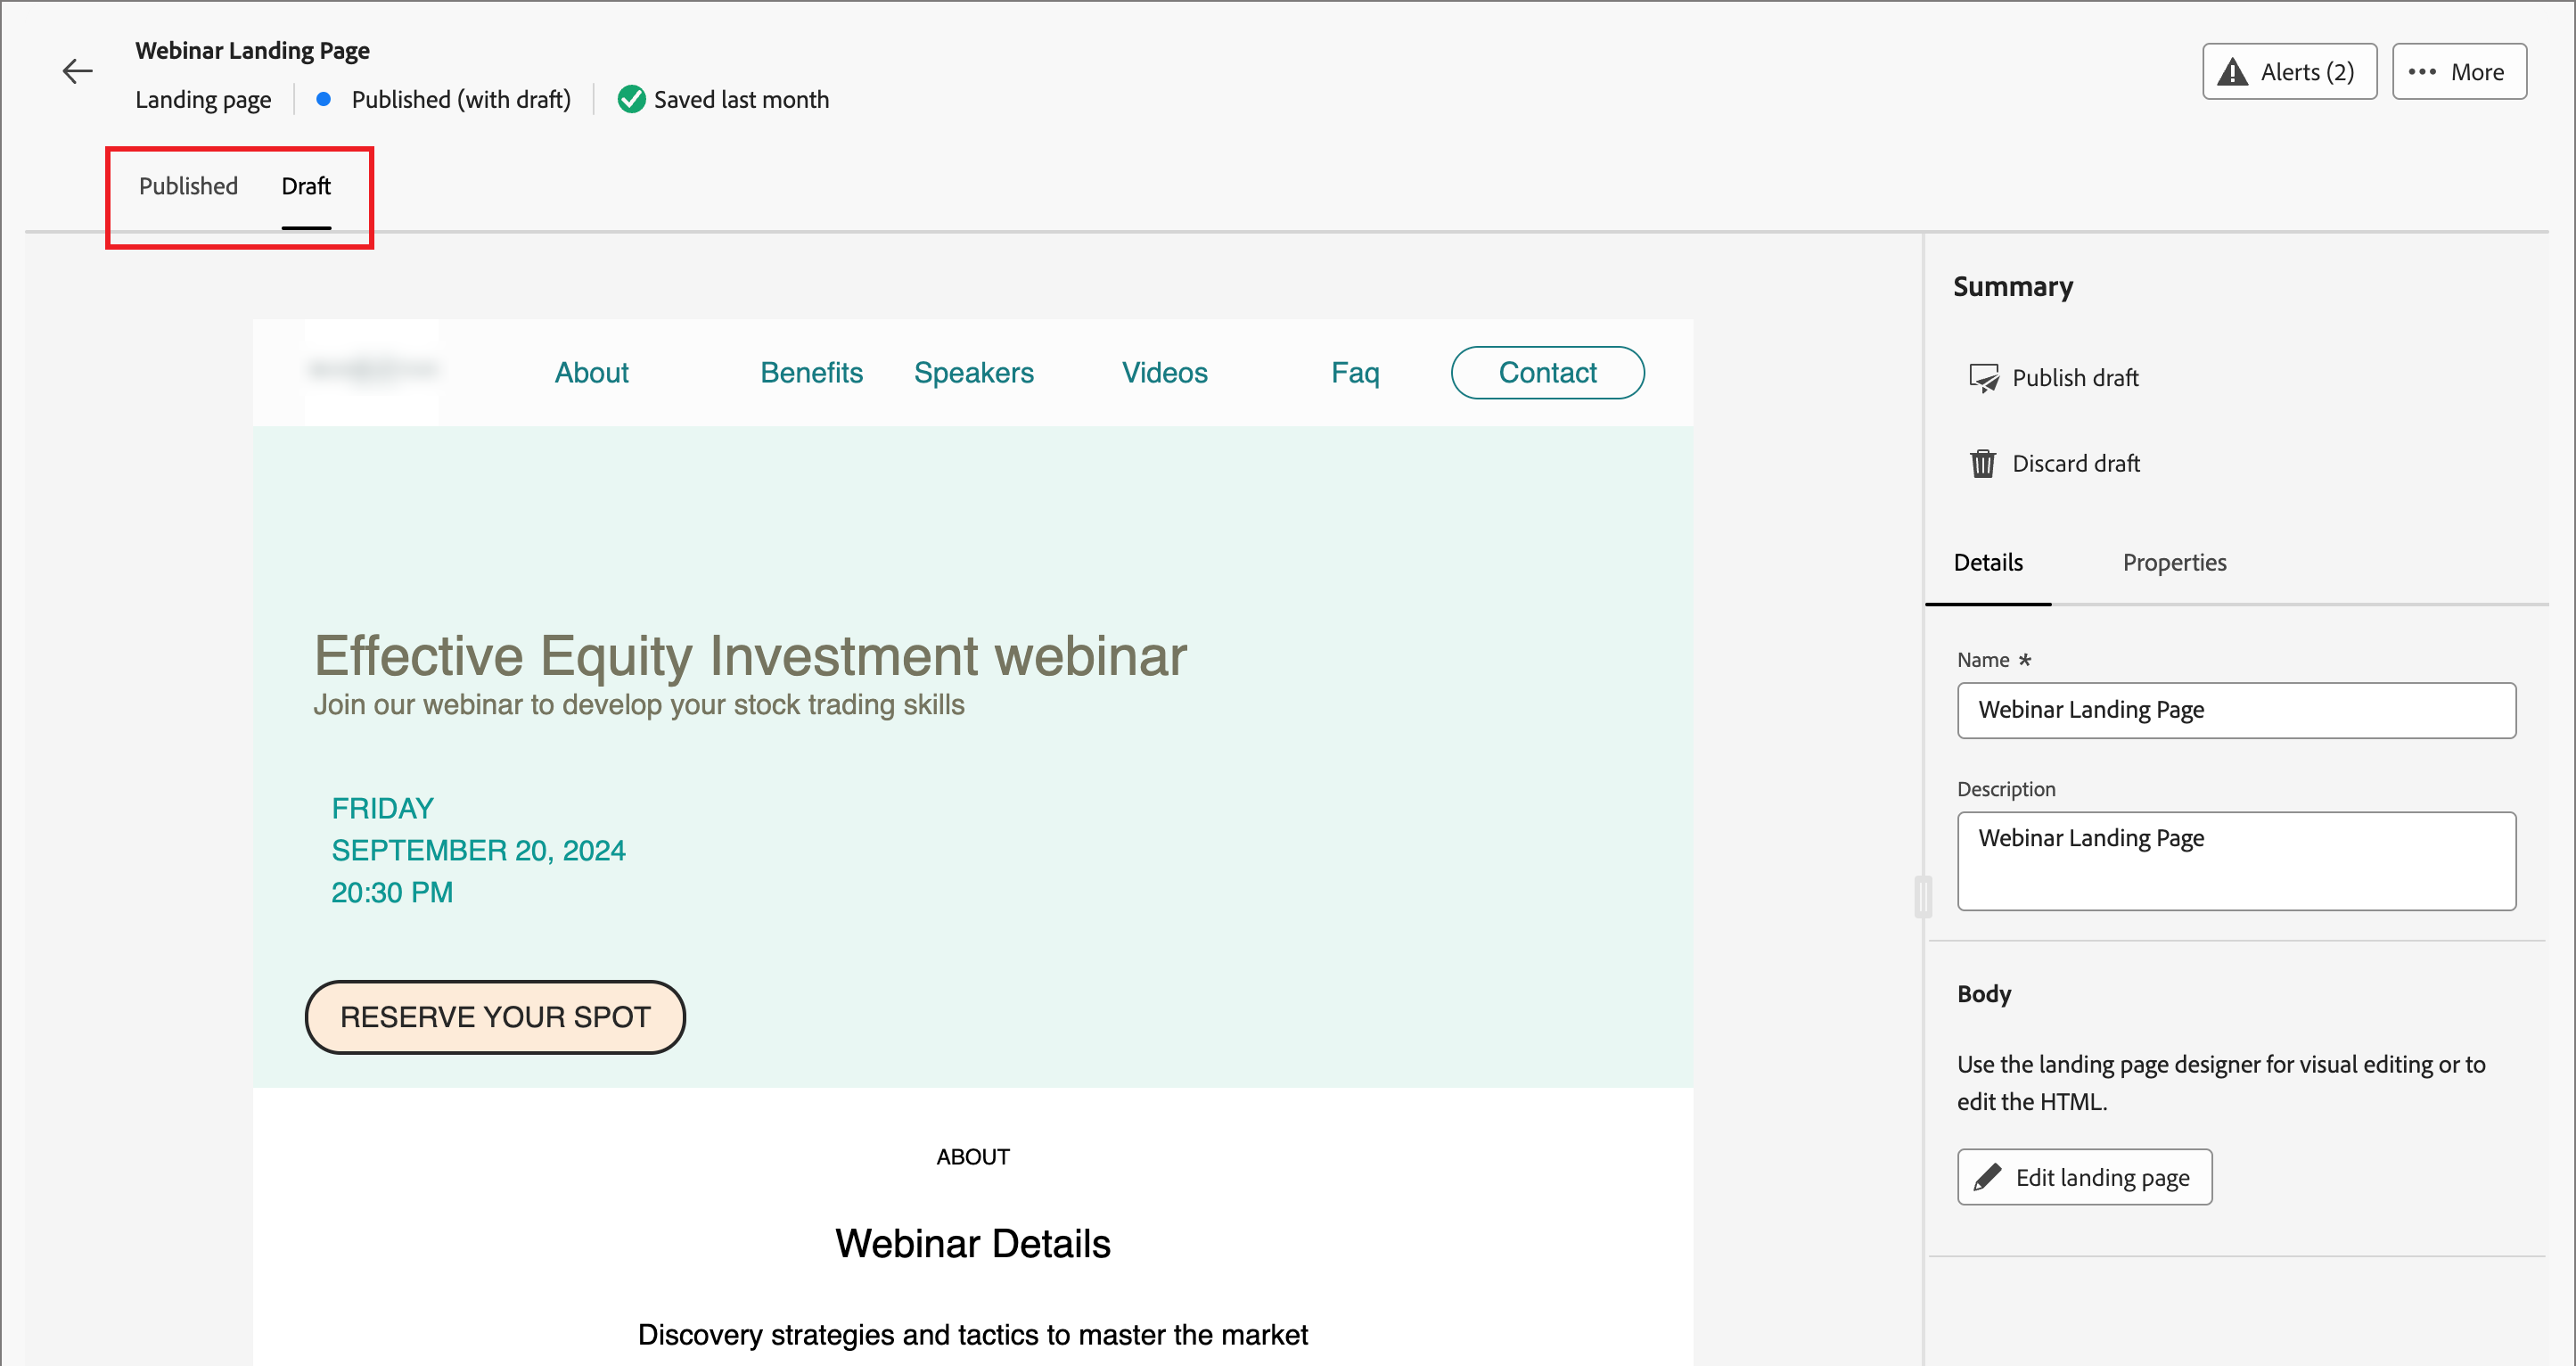 Webinar Landing Page
Landing page Published (with draft) Saved last month
Alerts (2) More
Published Draft
About Benefits Speakers Videos Faq Contact
Effective Equity Investment webinar
Join our webinar to develop your stock trading skills
FRIDAY
SEPTEMBER 20, 2024
20:30 PM
RESERVE YOUR SPOT
ABOUT
Webinar Details
Discovery strategies and tactics to master the market
Summary
Publish draft
Discard draft
Details Properties
Name *
Webinar Landing Page
Description
Webinar Landing Page
Body
Use the landing page designer for visual editing or to
edit the HTML.
Edit landing page